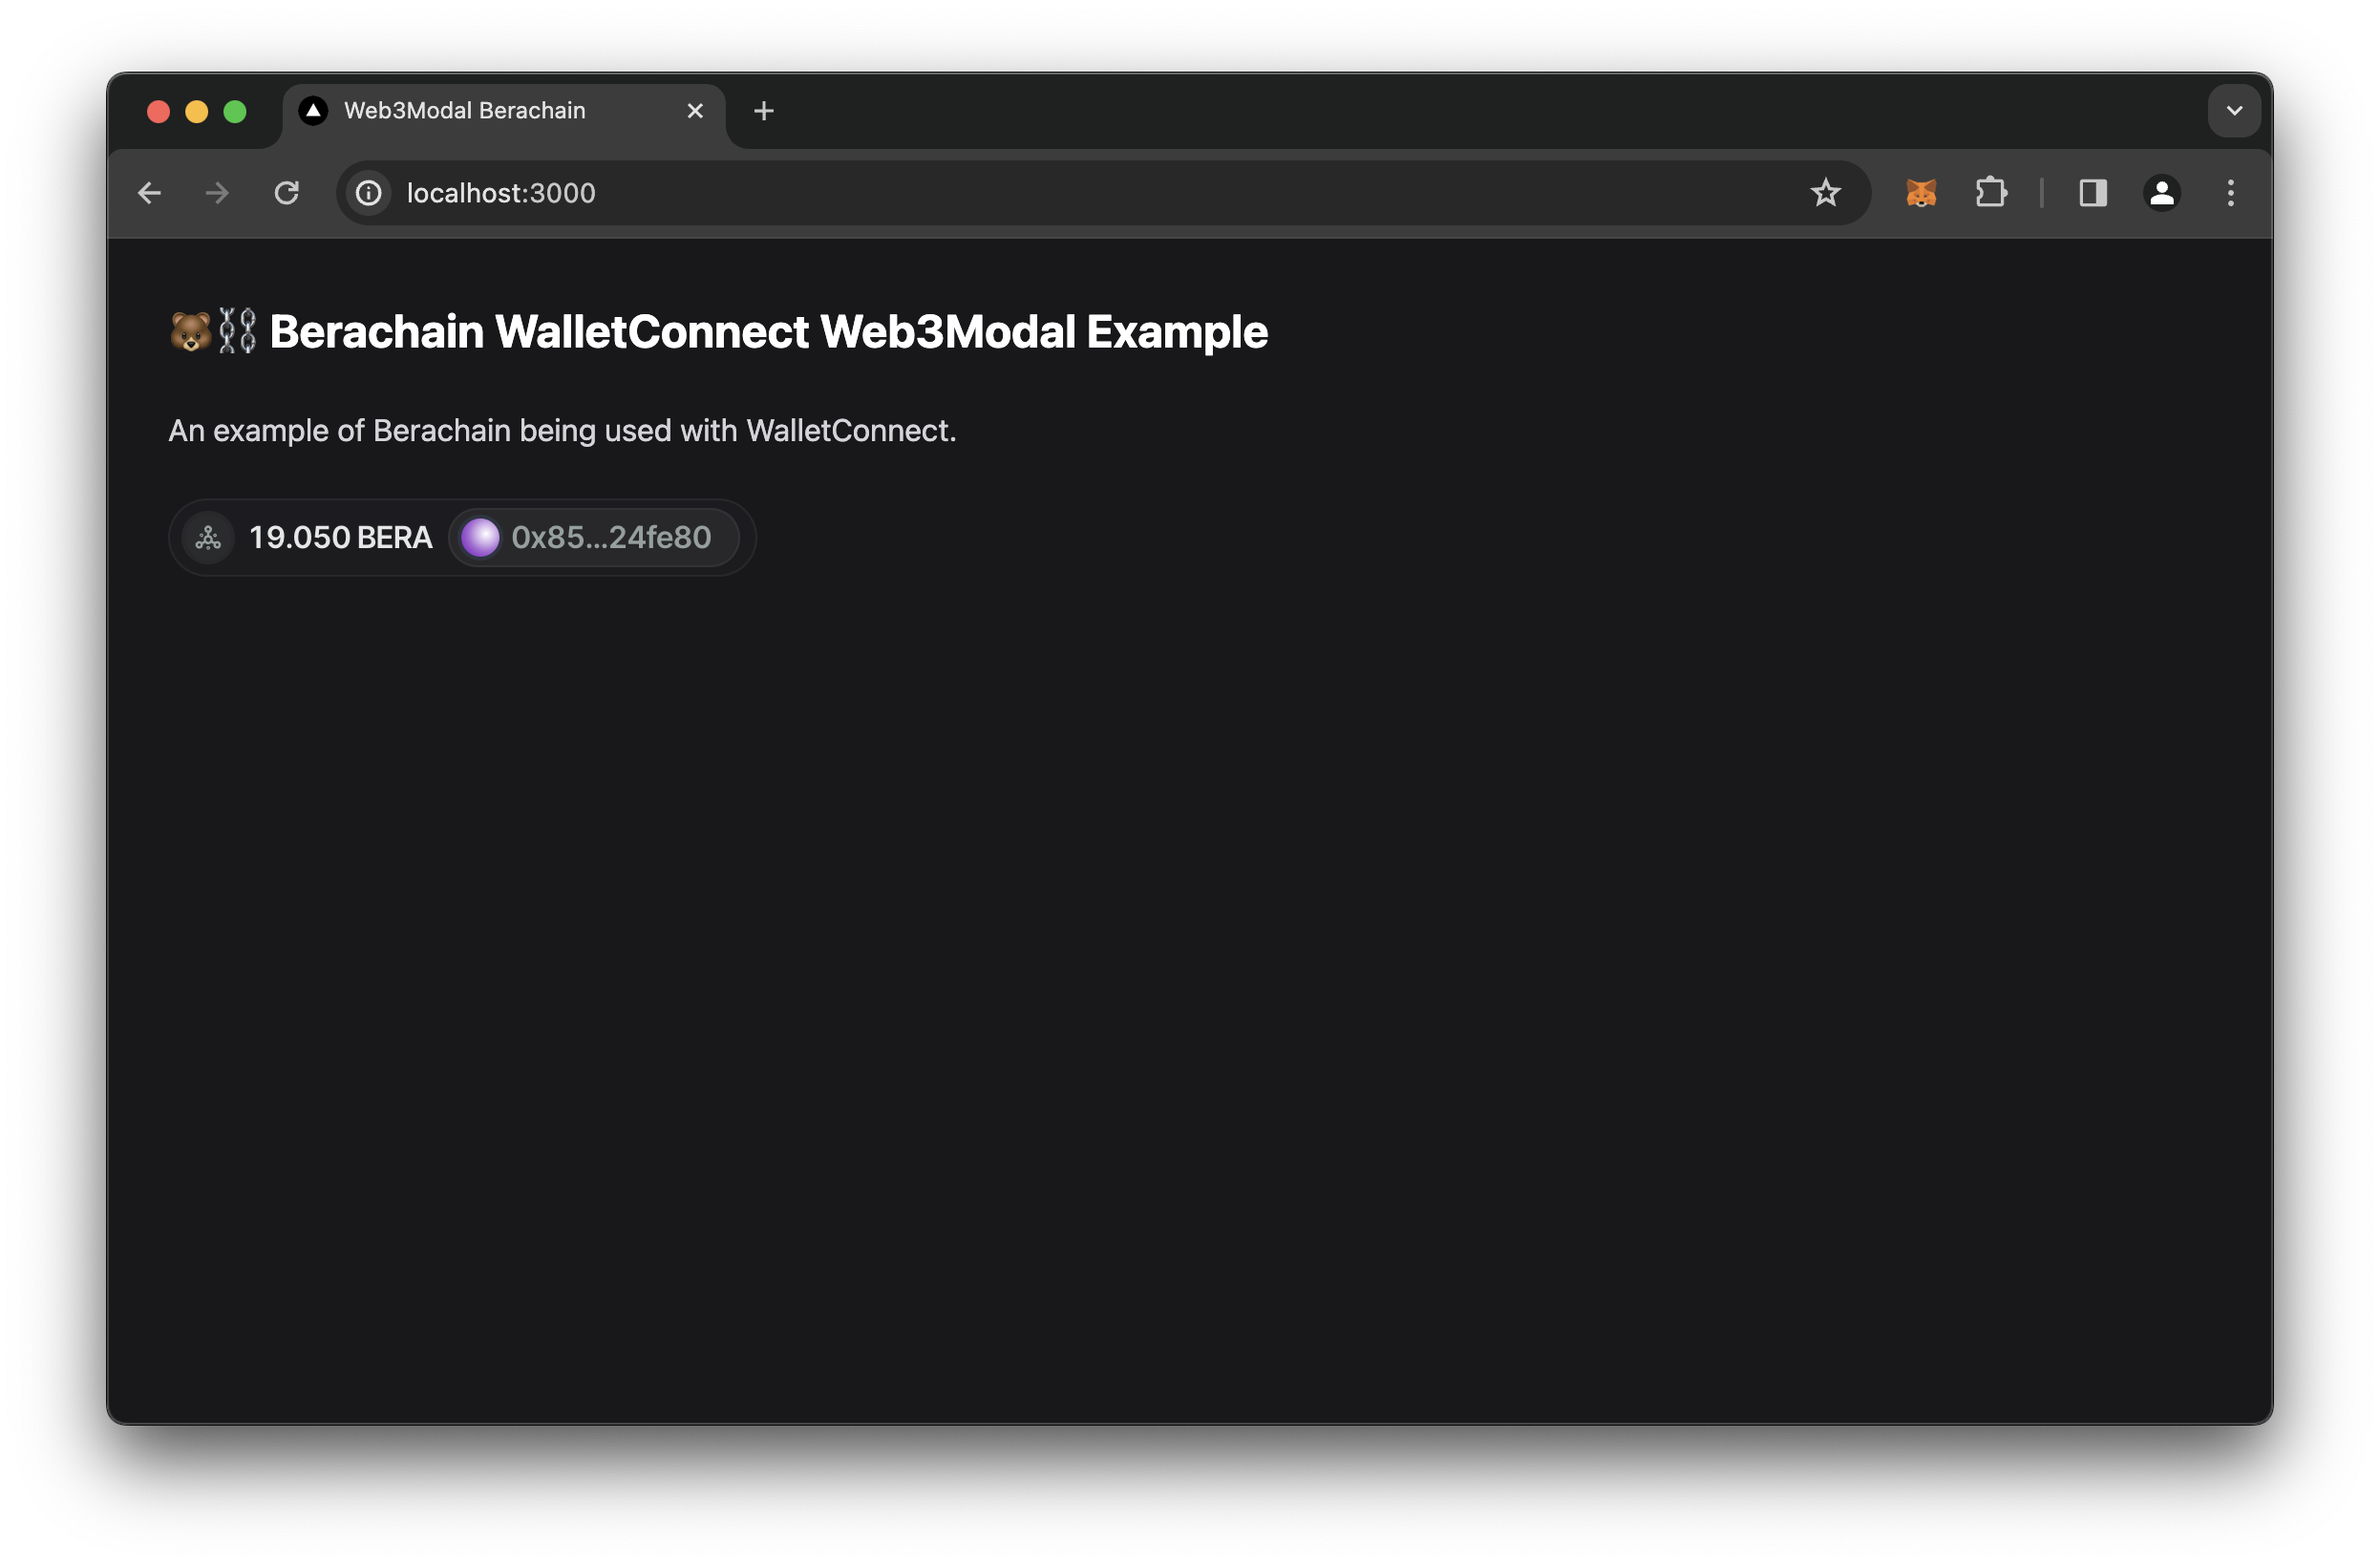 Web3Modal Berachain
localhost:3000
🐻⛓️ Berachain WalletConnect Web3Modal Example
An example of Berachain being used with WalletConnect.
19.050 BERA 0x85...24fe80